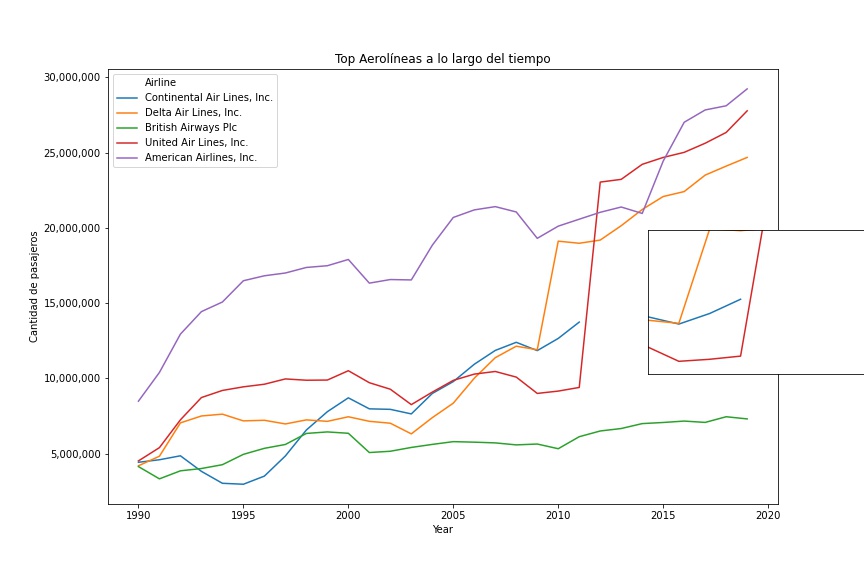 Top Aerolíneas a lo largo del tiempo
30,000,000
25,000,000
20,000,000
15,000,000
10,000,000
5,000,000
Cantidad de pasajeros
Airline
Continental Air Lines, Inc.
Delta Air Lines, Inc.
British Airways Plc
United Air Lines, Inc.
American Airlines, Inc.
1990
1995
2000
2005
2010
2015
2020
Year